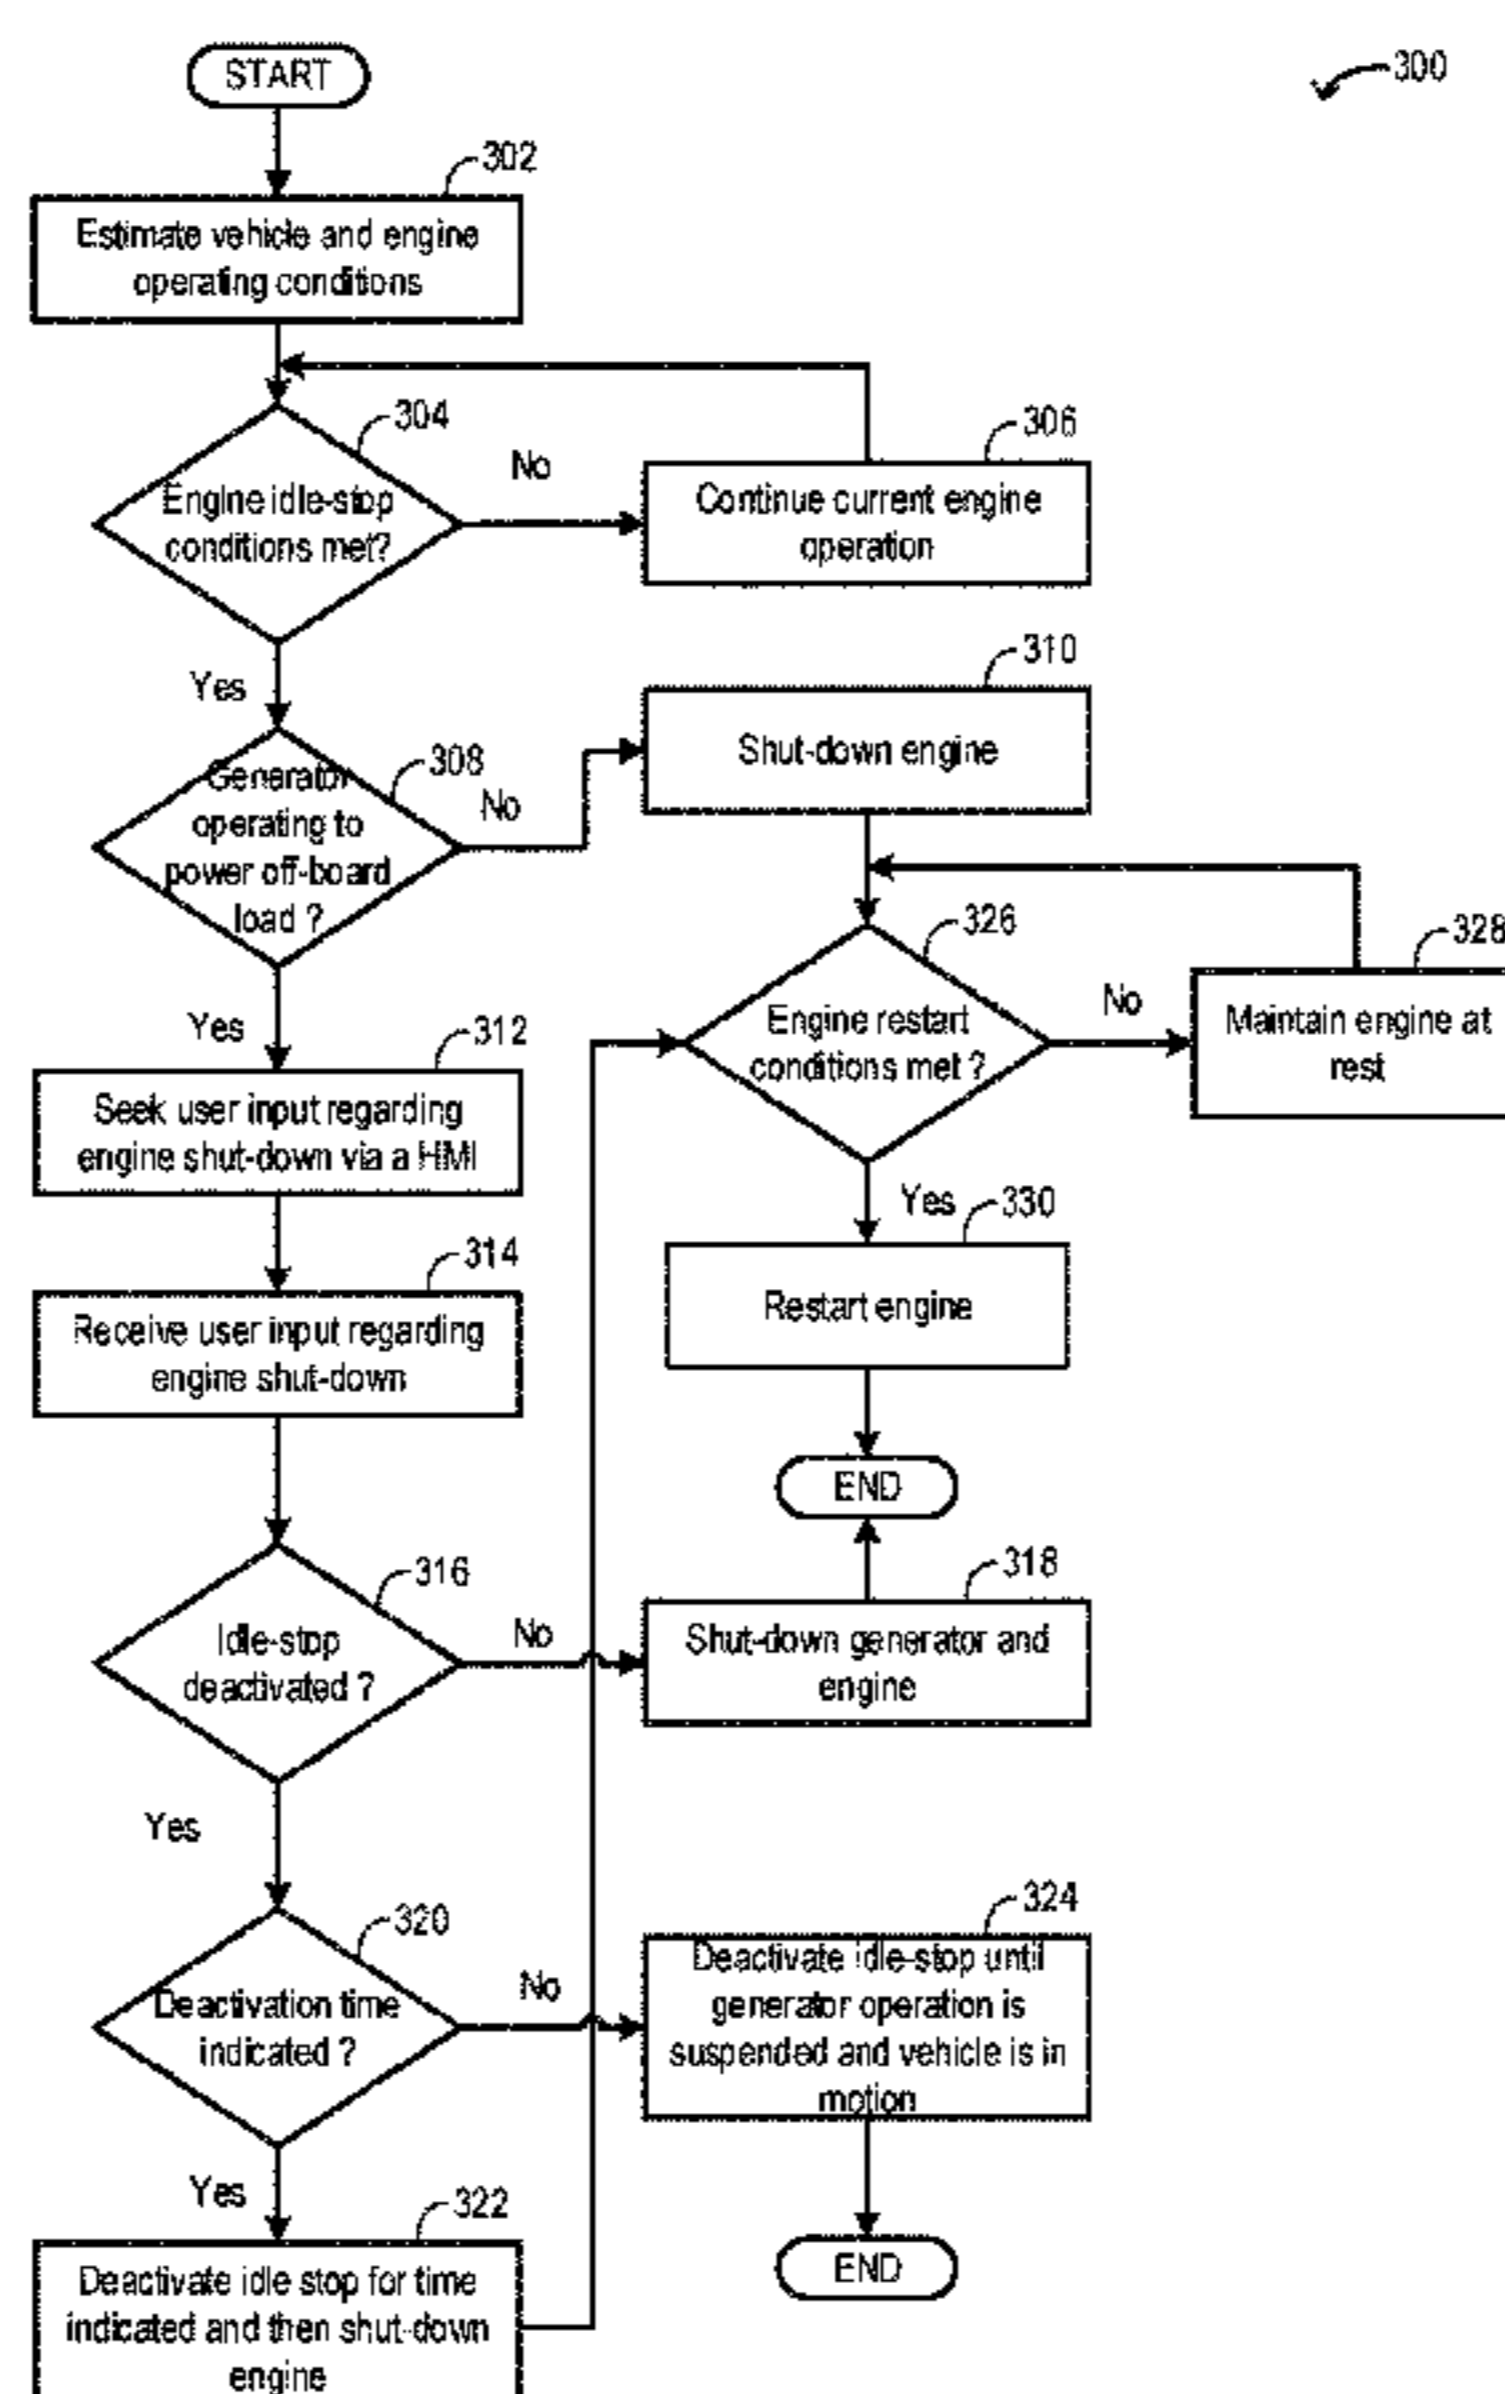 START
300
302
Estimate vehicle and engine
operating conditions
304
Engine idle-stop
conditions met?
No
306
Continue current engine
operation
Yes
308
Generator
operating to
power off-board
load ?
No
310
Shut-down engine
326
Engine restart
conditions met ?
No
328
Maintain engine at
rest
Yes
312
Seek user input regarding
engine shut-down via a HMI
Yes
330
Restart engine
314
Receive user input regarding
engine shut-down
END
316
Idle-stop
deactivated ?
No
318
Shut-down generator and
engine
Yes
320
Deactivation time
indicated ?
No
324
Deactivate idle-stop until
generator operation is
suspended and vehicle is in
motion
Yes
322
Deactivate idle stop for time
indicated and then shut-down
engine
END